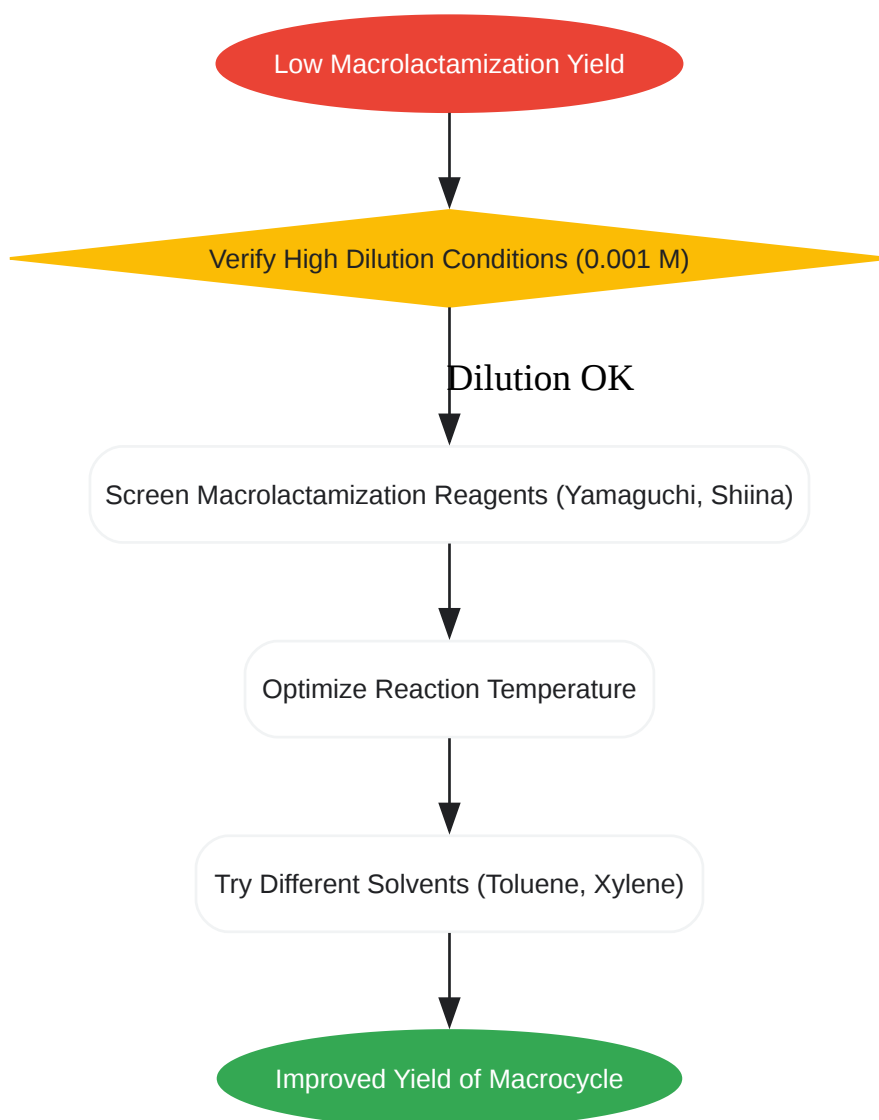 Low Macrolactamization Yield
Verify High Dilution Conditions (0.001 M)
Dilution OK
Screen Macrolactamization Reagents (Yamaguchi, Shiina)
Optimize Reaction Temperature
Try Different Solvents (Toluene, Xylene)
Improved Yield of Macrocycle